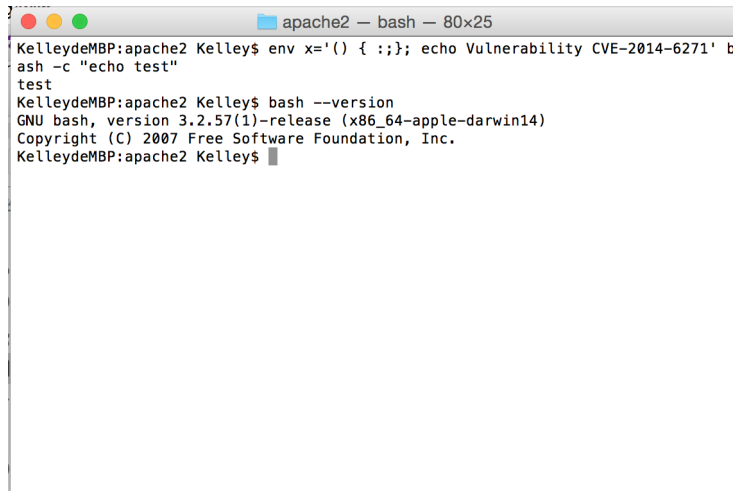 apache2 — bash — 80×25
KelleydeMBP:apache2 Kelley$ env x='() { :;}; echo Vulnerability CVE-2014-6271' b
ash -c "echo test"
test
KelleydeMBP:apache2 Kelley$ bash --version
GNU bash, version 3.2.57(1)-release (x86_64-apple-darwin14)
Copyright (C) 2007 Free Software Foundation, Inc.
KelleydeMBP:apache2 Kelley$